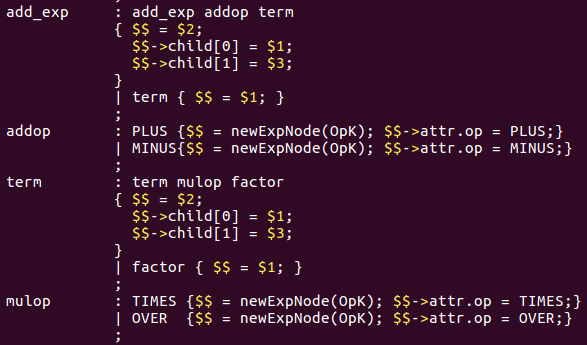 add_exp : add_exp addop term
{ $$ = $2;
$$->child[0] = $1;
$$->child[1] = $3;
}
| term { $$ = $1; }
;
addop : PLUS {$$ = newExpNode(OpK); $$->attr.op = PLUS;}
| MINUS{$$ = newExpNode(OpK); $$->attr.op = MINUS;}
;
term : term mulop factor
{ $$ = $2;
$$->child[0] = $1;
$$->child[1] = $3;
}
| factor { $$ = $1; }
;
mulop : TIMES {$$ = newExpNode(OpK); $$->attr.op = TIMES;}
| OVER {$$ = newExpNode(OpK); $$->attr.op = OVER;}
;